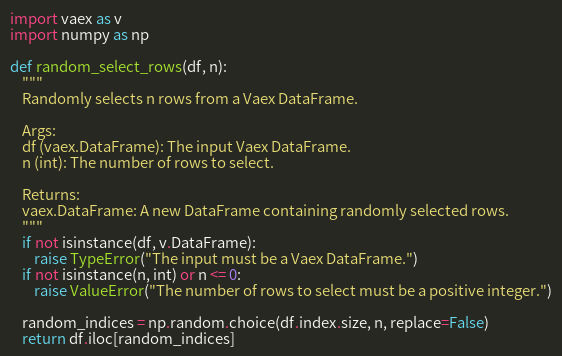 import vaex as v
import numpy as np

def random_select_rows(df, n):
    """
    Randomly selects n rows from a Vaex DataFrame.

    Args:
    df (vaex.DataFrame): The input Vaex DataFrame.
    n (int): The number of rows to select.

    Returns:
    vaex.DataFrame: A new DataFrame containing randomly selected rows.
    """
    if not isinstance(df, v.DataFrame):
        raise TypeError("The input must be a Vaex DataFrame.")
    if not isinstance(n, int) or n <= 0:
        raise ValueError("The number of rows to select must be a positive integer.")

    random_indices = np.random.choice(df.index.size, n, replace=False)
    return df.iloc[random_indices]